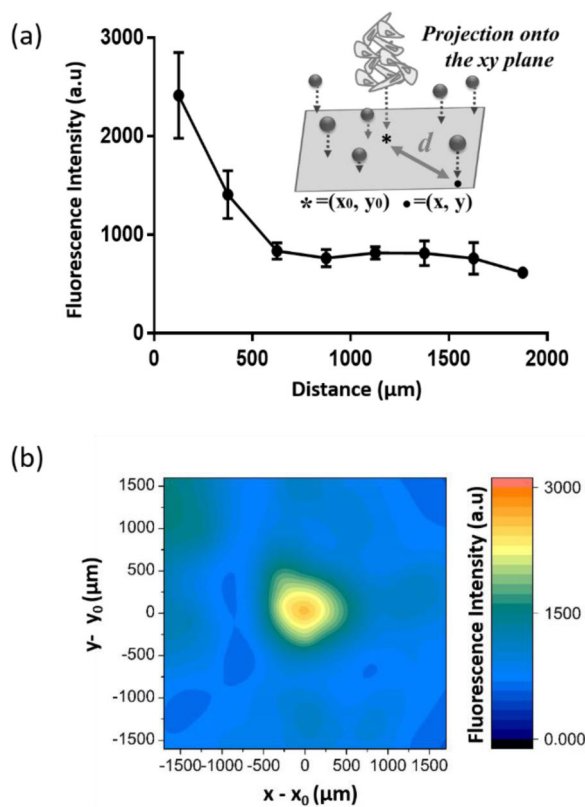 (a)
Fluorescence Intensity (a.u)
3000
2000
1000
0
0 500 1000 1500 2000
Distance (μm)
Projection onto
the xy plane
d
*
*=(x₀, y₀) •=(x, y)
(b)
y- y₀ (μm)
1500
1000
500
0
-500
-1000
-1500
-1500 -1000 -500 0 500 1000 1500
x - x₀ (μm)
Fluorescence Intensity (a.u)
3000
1500
0.000